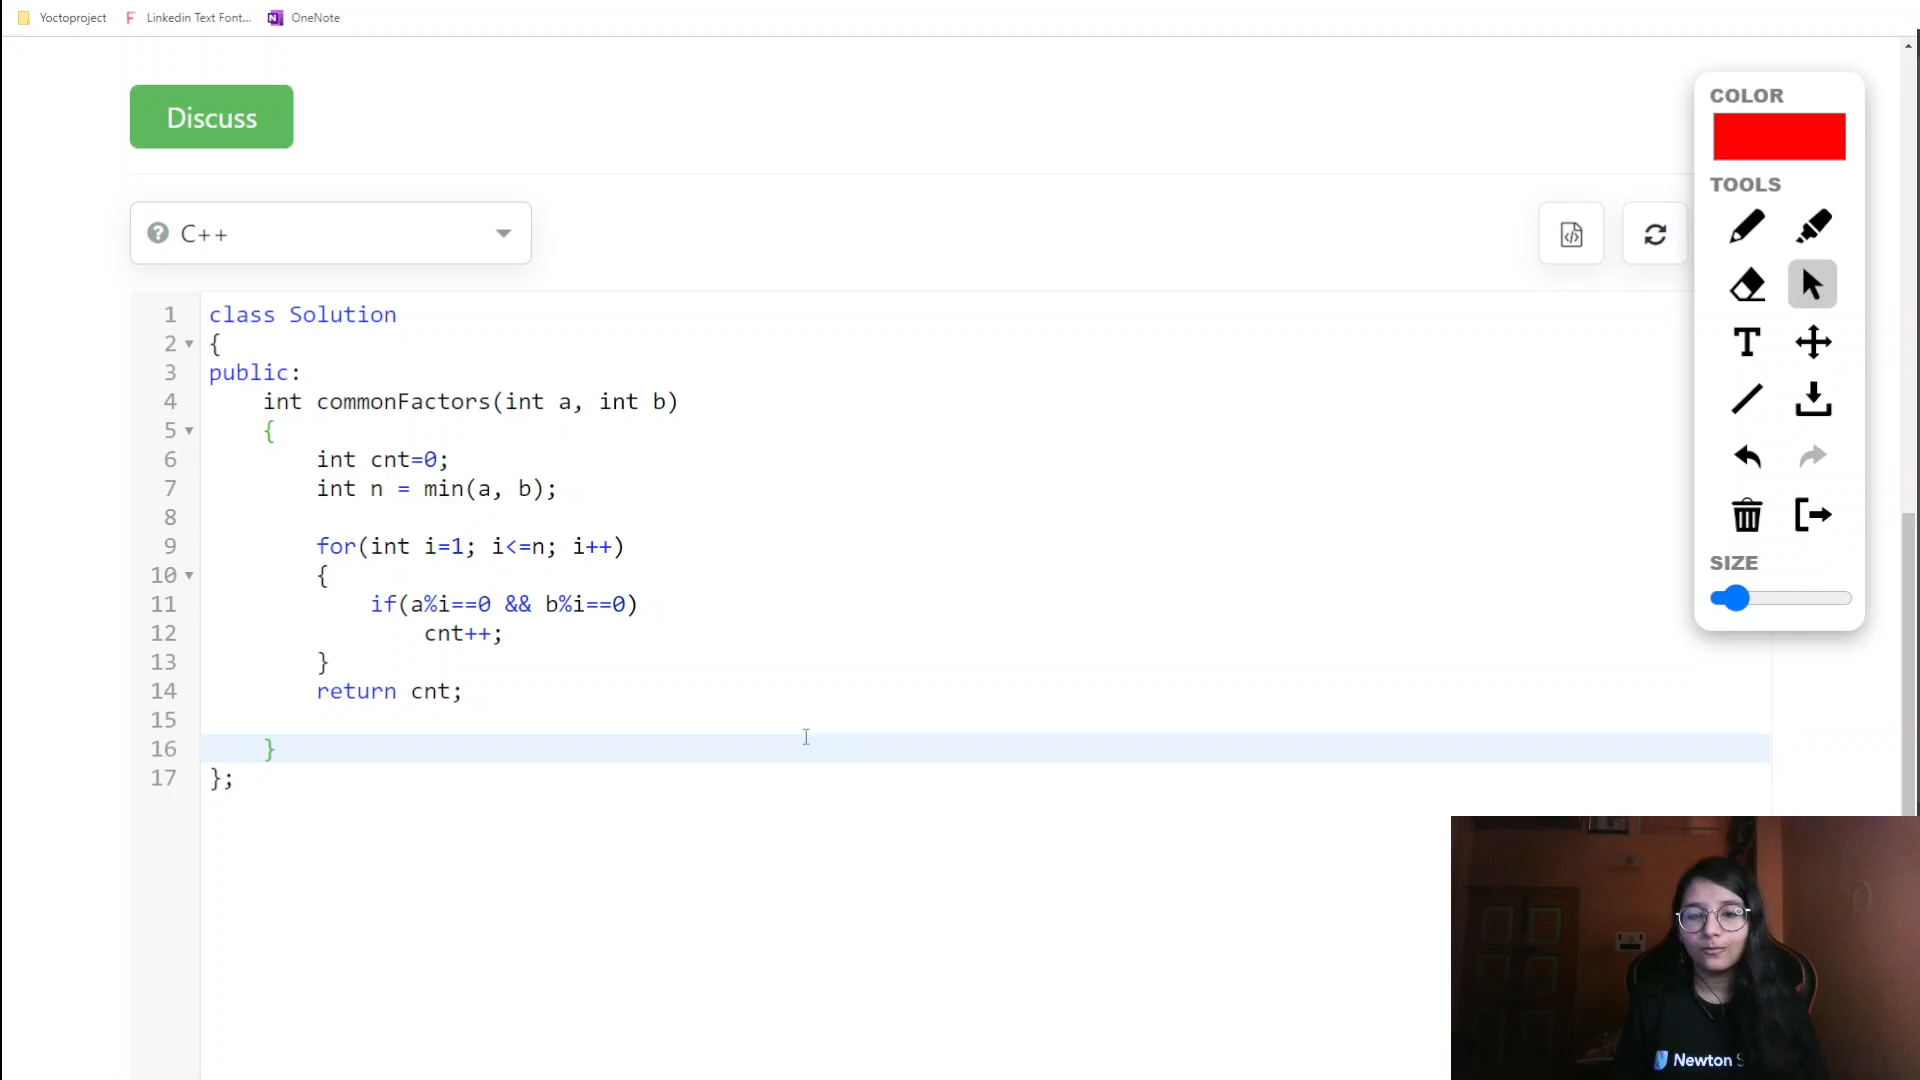 Yoctoproject
F Linkedin Text Font...
N OneNote
Discuss
? C++
1 class Solution
2 {
3 public:
4 int commonFactors(int a, int b)
5 {
6 int cnt=0;
7 int n = min(a, b);
8
9 for(int i=1; i<=n; i++)
10 {
11 if(a%i==0 && b%i==0)
12 cnt++;
13 }
14 return cnt;
15
16 }
17 };
COLOR
TOOLS
T
SIZE
Newton S